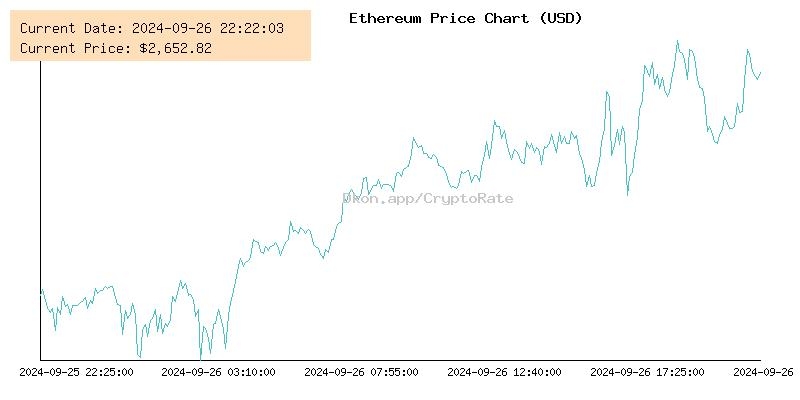 Ethereum Price Chart (USD)
Current Date: 2024-09-26 22:22:03
Current Price: $2,652.82
Dkon.app/CryptoRate
2024-09-25 22:25:00 2024-09-26 03:10:00 2024-09-26 07:55:00 2024-09-26 12:40:00 2024-09-26 17:25:00 2024-09-26